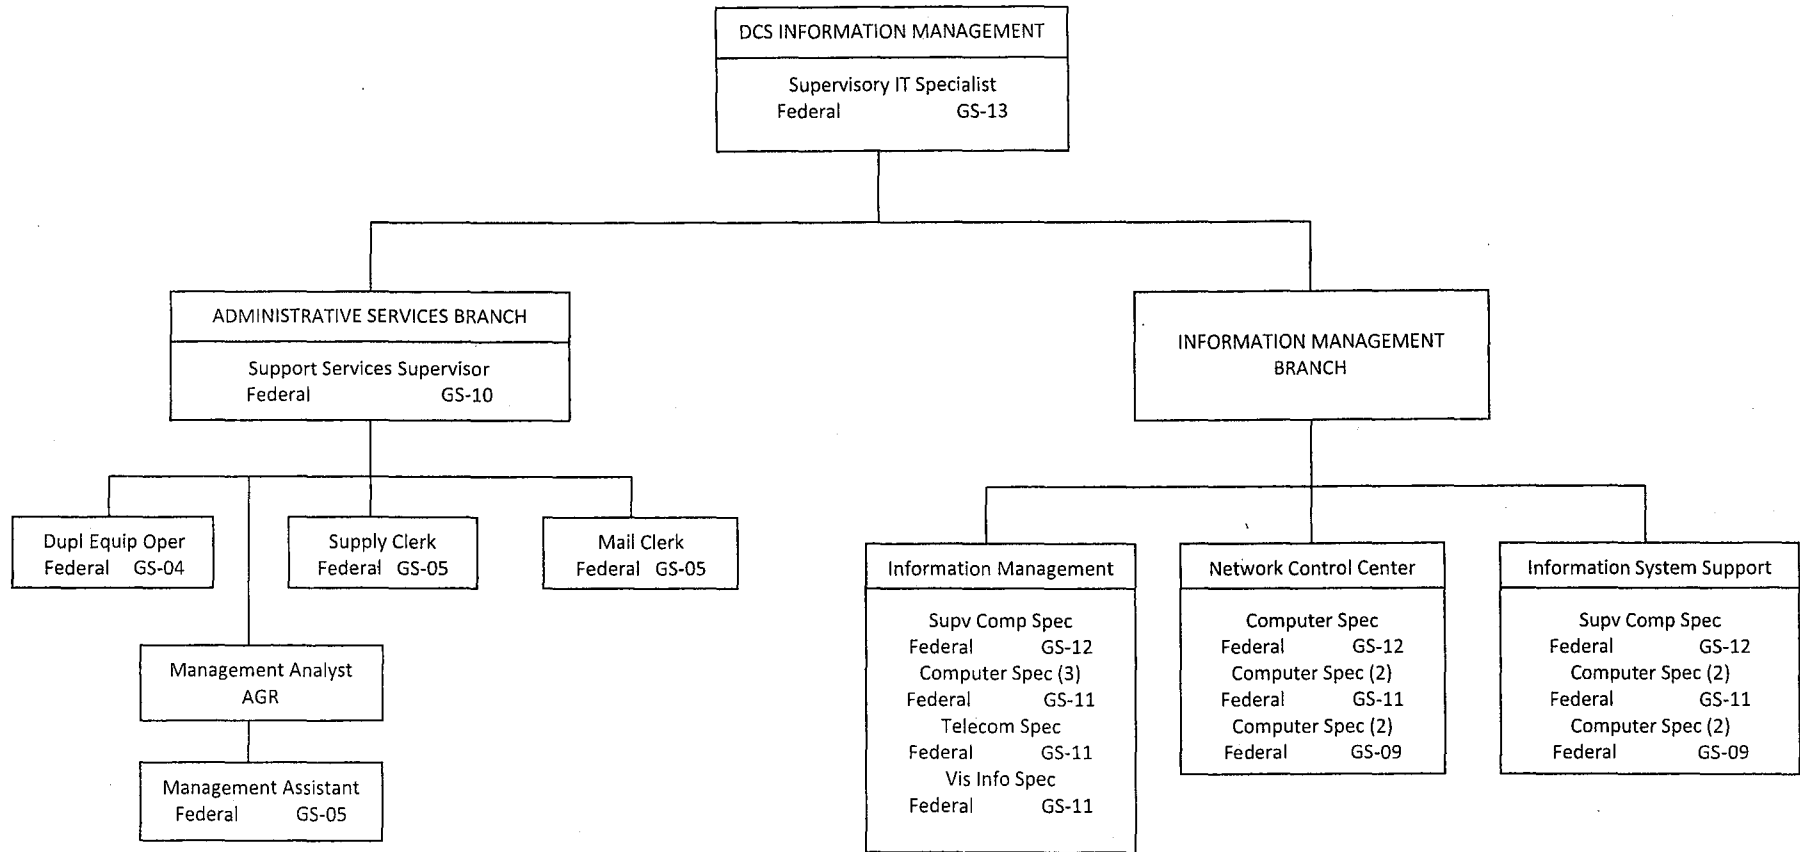 DCS INFORMATION MANAGEMENT
Supervisory IT Specialist
Federal GS-13
ADMINISTRATIVE SERVICES BRANCH
Support Services Supervisor
Federal GS-10
INFORMATION MANAGEMENT
BRANCH
Dupl Equip Oper
Federal GS-04
Supply Clerk
Federal GS-05
Mail Clerk
Federal GS-05
Management Analyst
AGR
Management Assistant
Federal GS-05
Information Management
Supv Comp Spec
Federal GS-12
Computer Spec (3)
Federal GS-11
Telecom Spec
Federal GS-11
Vis Info Spec
Federal GS-11
Network Control Center
Computer Spec
Federal GS-12
Computer Spec (2)
Federal GS-11
Computer Spec (2)
Federal GS-09
Information System Support
Supv Comp Spec
Federal GS-12
Computer Spec (2)
Federal GS-11
Computer Spec (2)
Federal GS-09